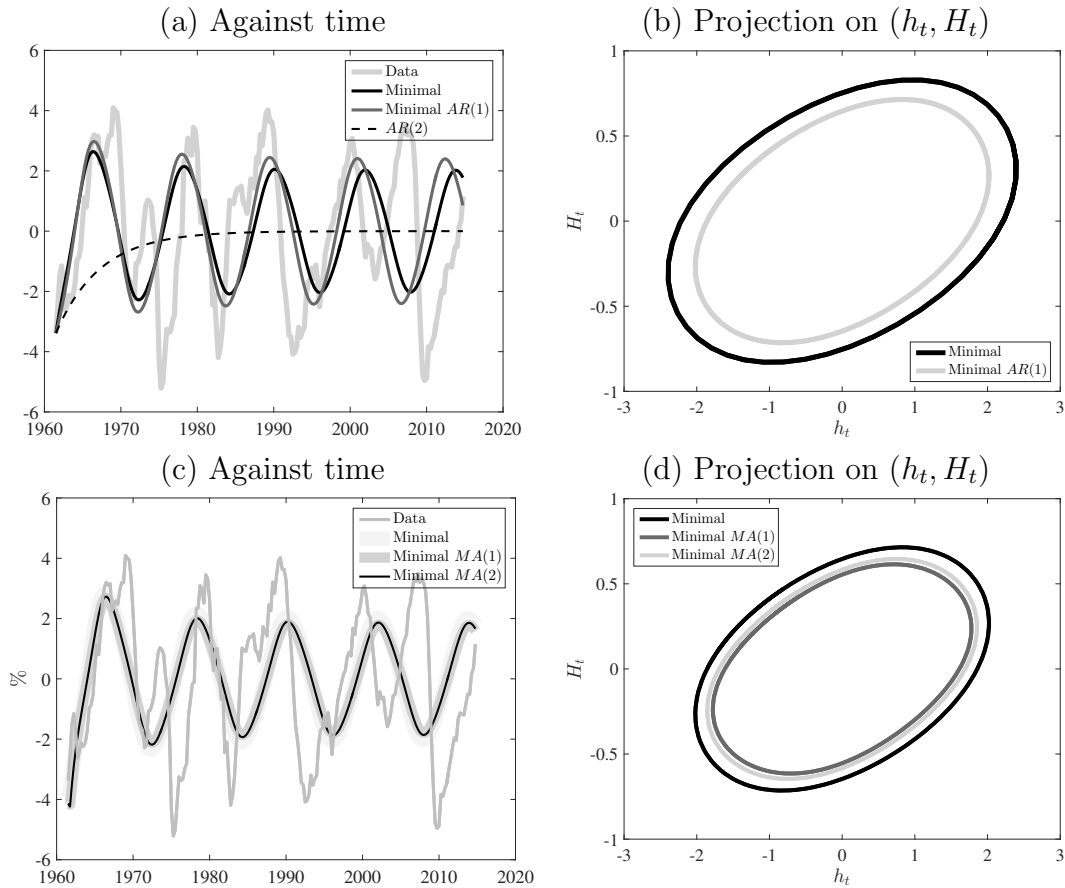 (a) Against time
6
4
2
0
-2
-4
-6
1960 1970 1980 1990 2000 2010 2020
Data
Minimal
Minimal AR(1)
AR(2)
(b) Projection on (h_t, H_t)
1
0.5
0
-0.5
-1
H_t
-3 -2 -1 0 1 2 3
h_t
Minimal
Minimal AR(1)
(c) Against time
6
4
2
0
-2
-4
-6
%
1960 1970 1980 1990 2000 2010 2020
Data
Minimal
Minimal MA(1)
Minimal MA(2)
(d) Projection on (h_t, H_t)
1
0.5
0
-0.5
-1
H_t
-3 -2 -1 0 1 2 3
h_t
Minimal
Minimal MA(1)
Minimal MA(2)